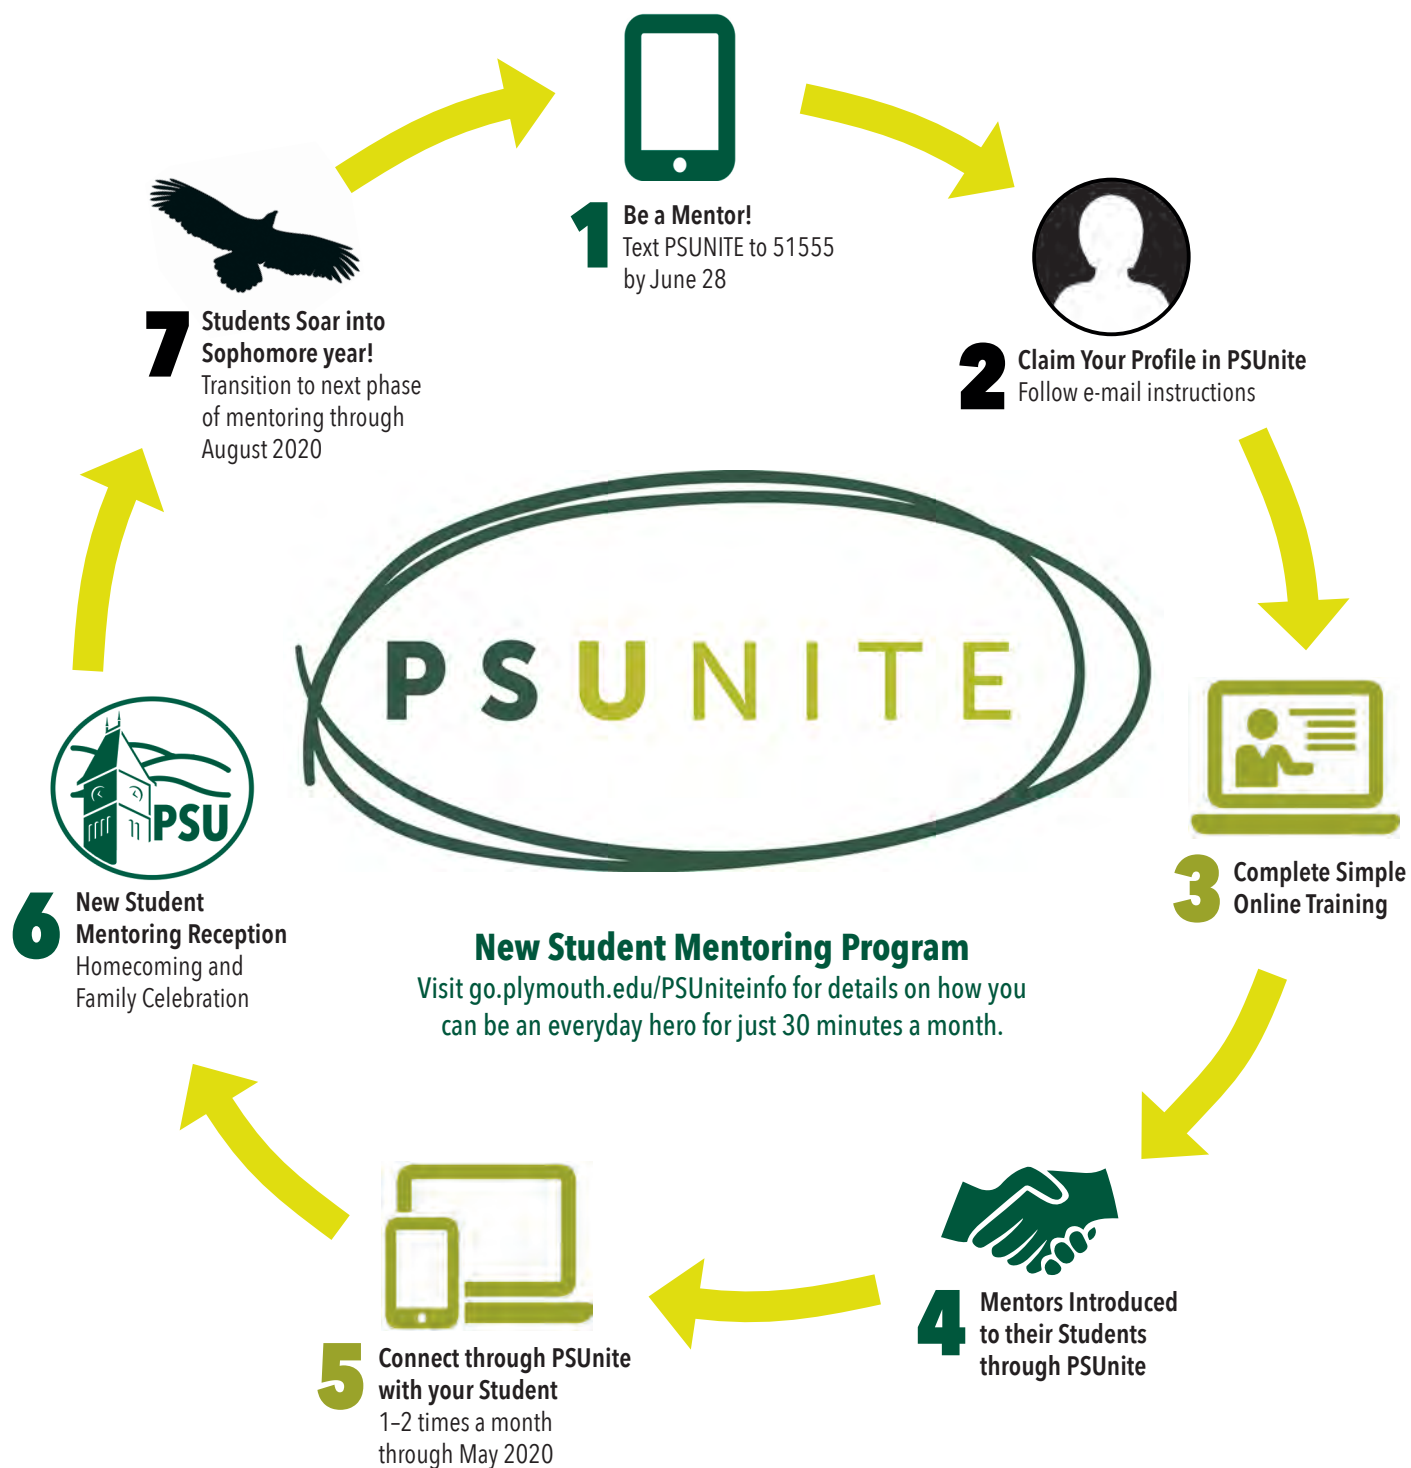 1
Be a Mentor!
Text PSUNITE to 51555
by June 28
2
Claim Your Profile in PSUnite
Follow e-mail instructions
3
Complete Simple
Online Training
4
Mentors Introduced
to their Students
through PSUnite
5
Connect through PSUnite
with your Student
1–2 times a month
through May 2020
PSU
6
New Student
Mentoring Reception
Homecoming and
Family Celebration
7
Students Soar into
Sophomore year!
Transition to next phase
of mentoring through
August 2020
PSUNITE
New Student Mentoring Program
Visit go.plymouth.edu/PSUniteinfo for details on how you
can be an everyday hero for just 30 minutes a month.